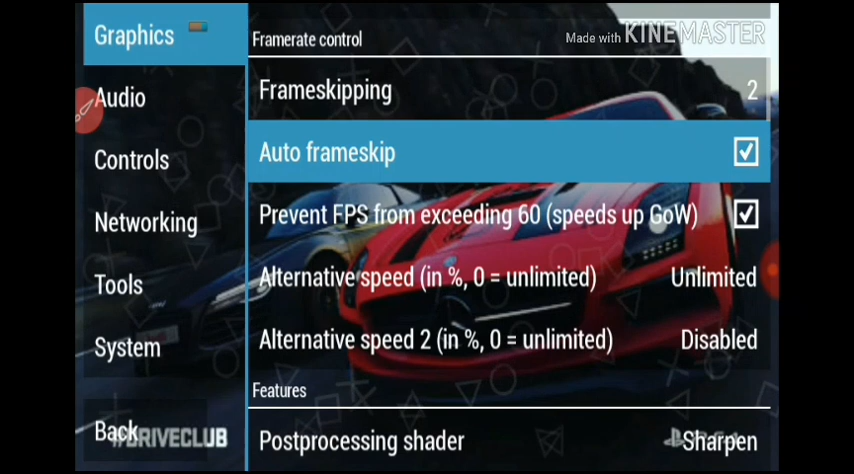 Graphics
Audio
Controls
Networking
Tools
System
Back
#DRIVECLUB
Made with KINEMASTER
Framerate control
Frameskipping 2
Auto frameskip
Prevent FPS from exceeding 60 (speeds up GoW)
Alternative speed (in %, 0 = unlimited) Unlimited
Alternative speed 2 (in %, 0 = unlimited) Disabled
Features
Postprocessing shader Sharpen